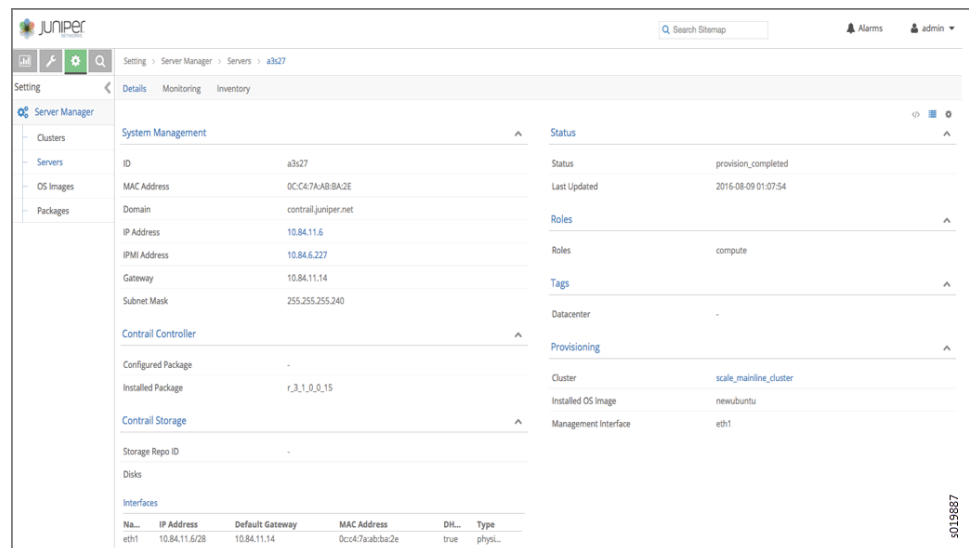 JUNIPER
NETWORKS
Search Sitemap
Alarms
admin
Setting > Server Manager > Servers > a3s27
Setting
Details Monitoring Inventory
Server Manager
Clusters
Servers
OS Images
Packages
System Management
ID a3s27
MAC Address 0C:C4:7A:AB:BA:2E
Domain contrail.juniper.net
IP Address 10.84.11.6
IPMI Address 10.84.6.227
Gateway 10.84.11.14
Subnet Mask 255.255.255.240
Contrail Controller
Configured Package -
Installed Package r_3_1_0_0_15
Contrail Storage
Storage Repo ID -
Disks
Interfaces
Na... IP Address Default Gateway MAC Address DH... Type
eth1 10.84.11.6/28 10.84.11.14 0c:c4:7a:ab:ba:2e true physi...
</> 
Status
Status provision_completed
Last Updated 2016-08-09 01:07:54
Roles
Roles compute
Tags
Datacenter -
Provisioning
Cluster scale_mainline_cluster
Installed OS Image newubuntu
Management Interface eth1
s019887